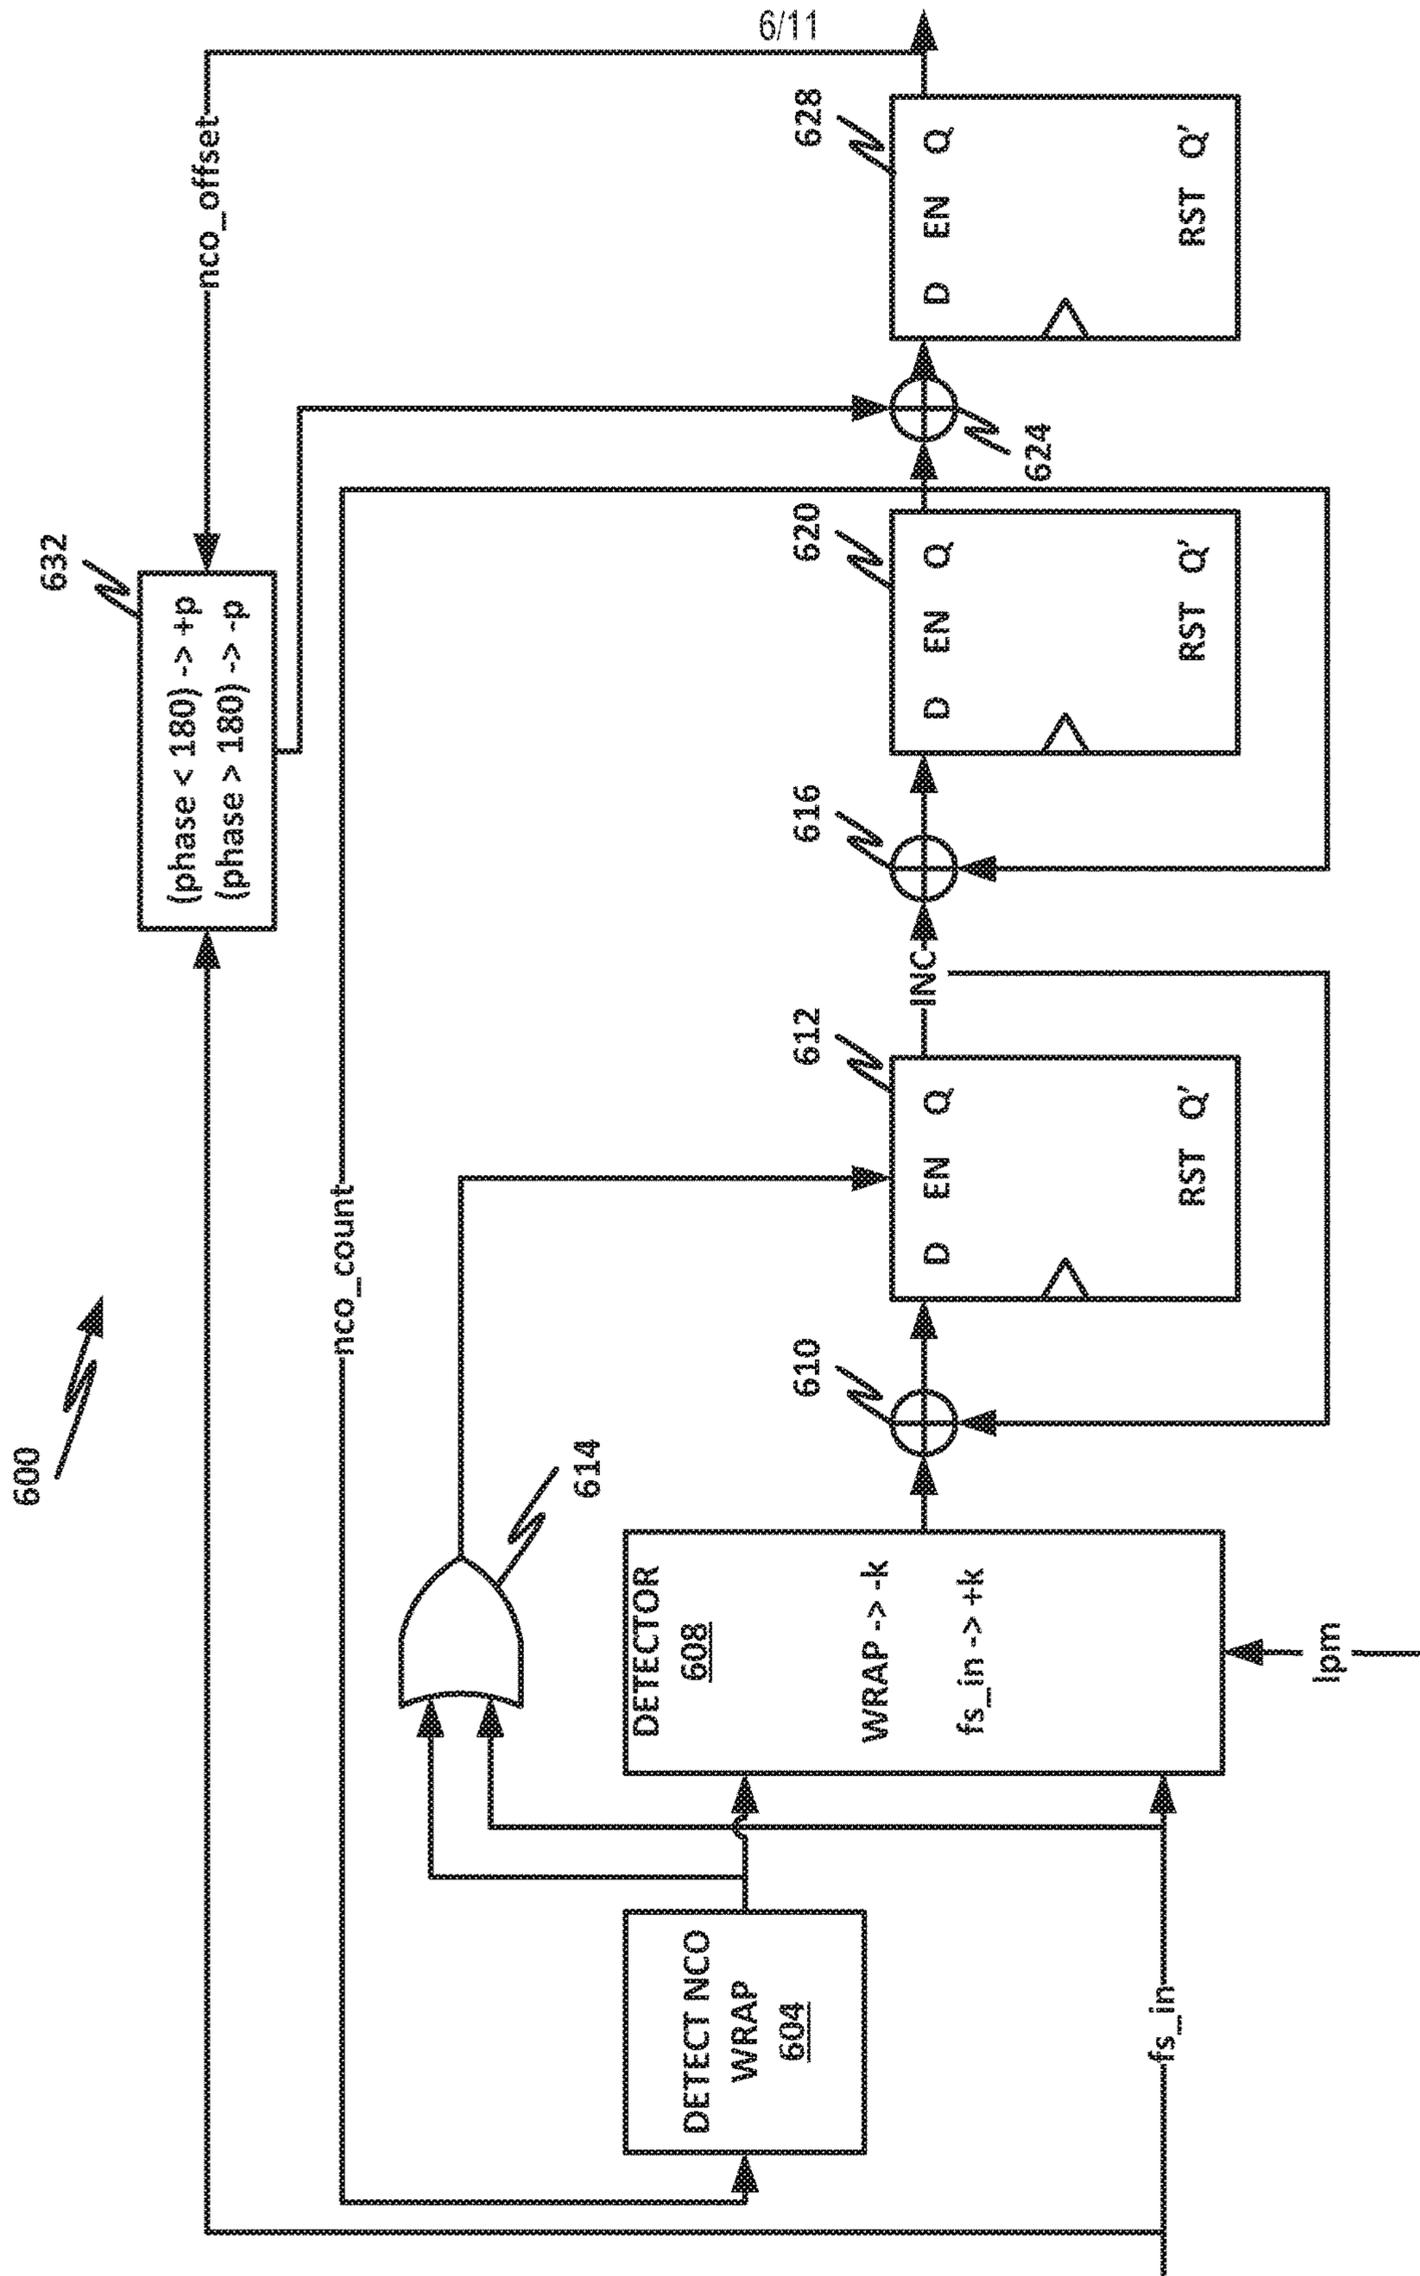 6/11
600
632
(phase < 180) -> +p
(phase > 180) -> -p
nco_offset
nco_count
614
DETECT NCO
WRAP
604
DETECTOR
608
WRAP -> -k
fs_in -> +k
fs_in
lpm
610
612
D EN Q
RST Q'
INC
616
620
D EN Q
RST Q'
624
628
D EN Q
RST Q'